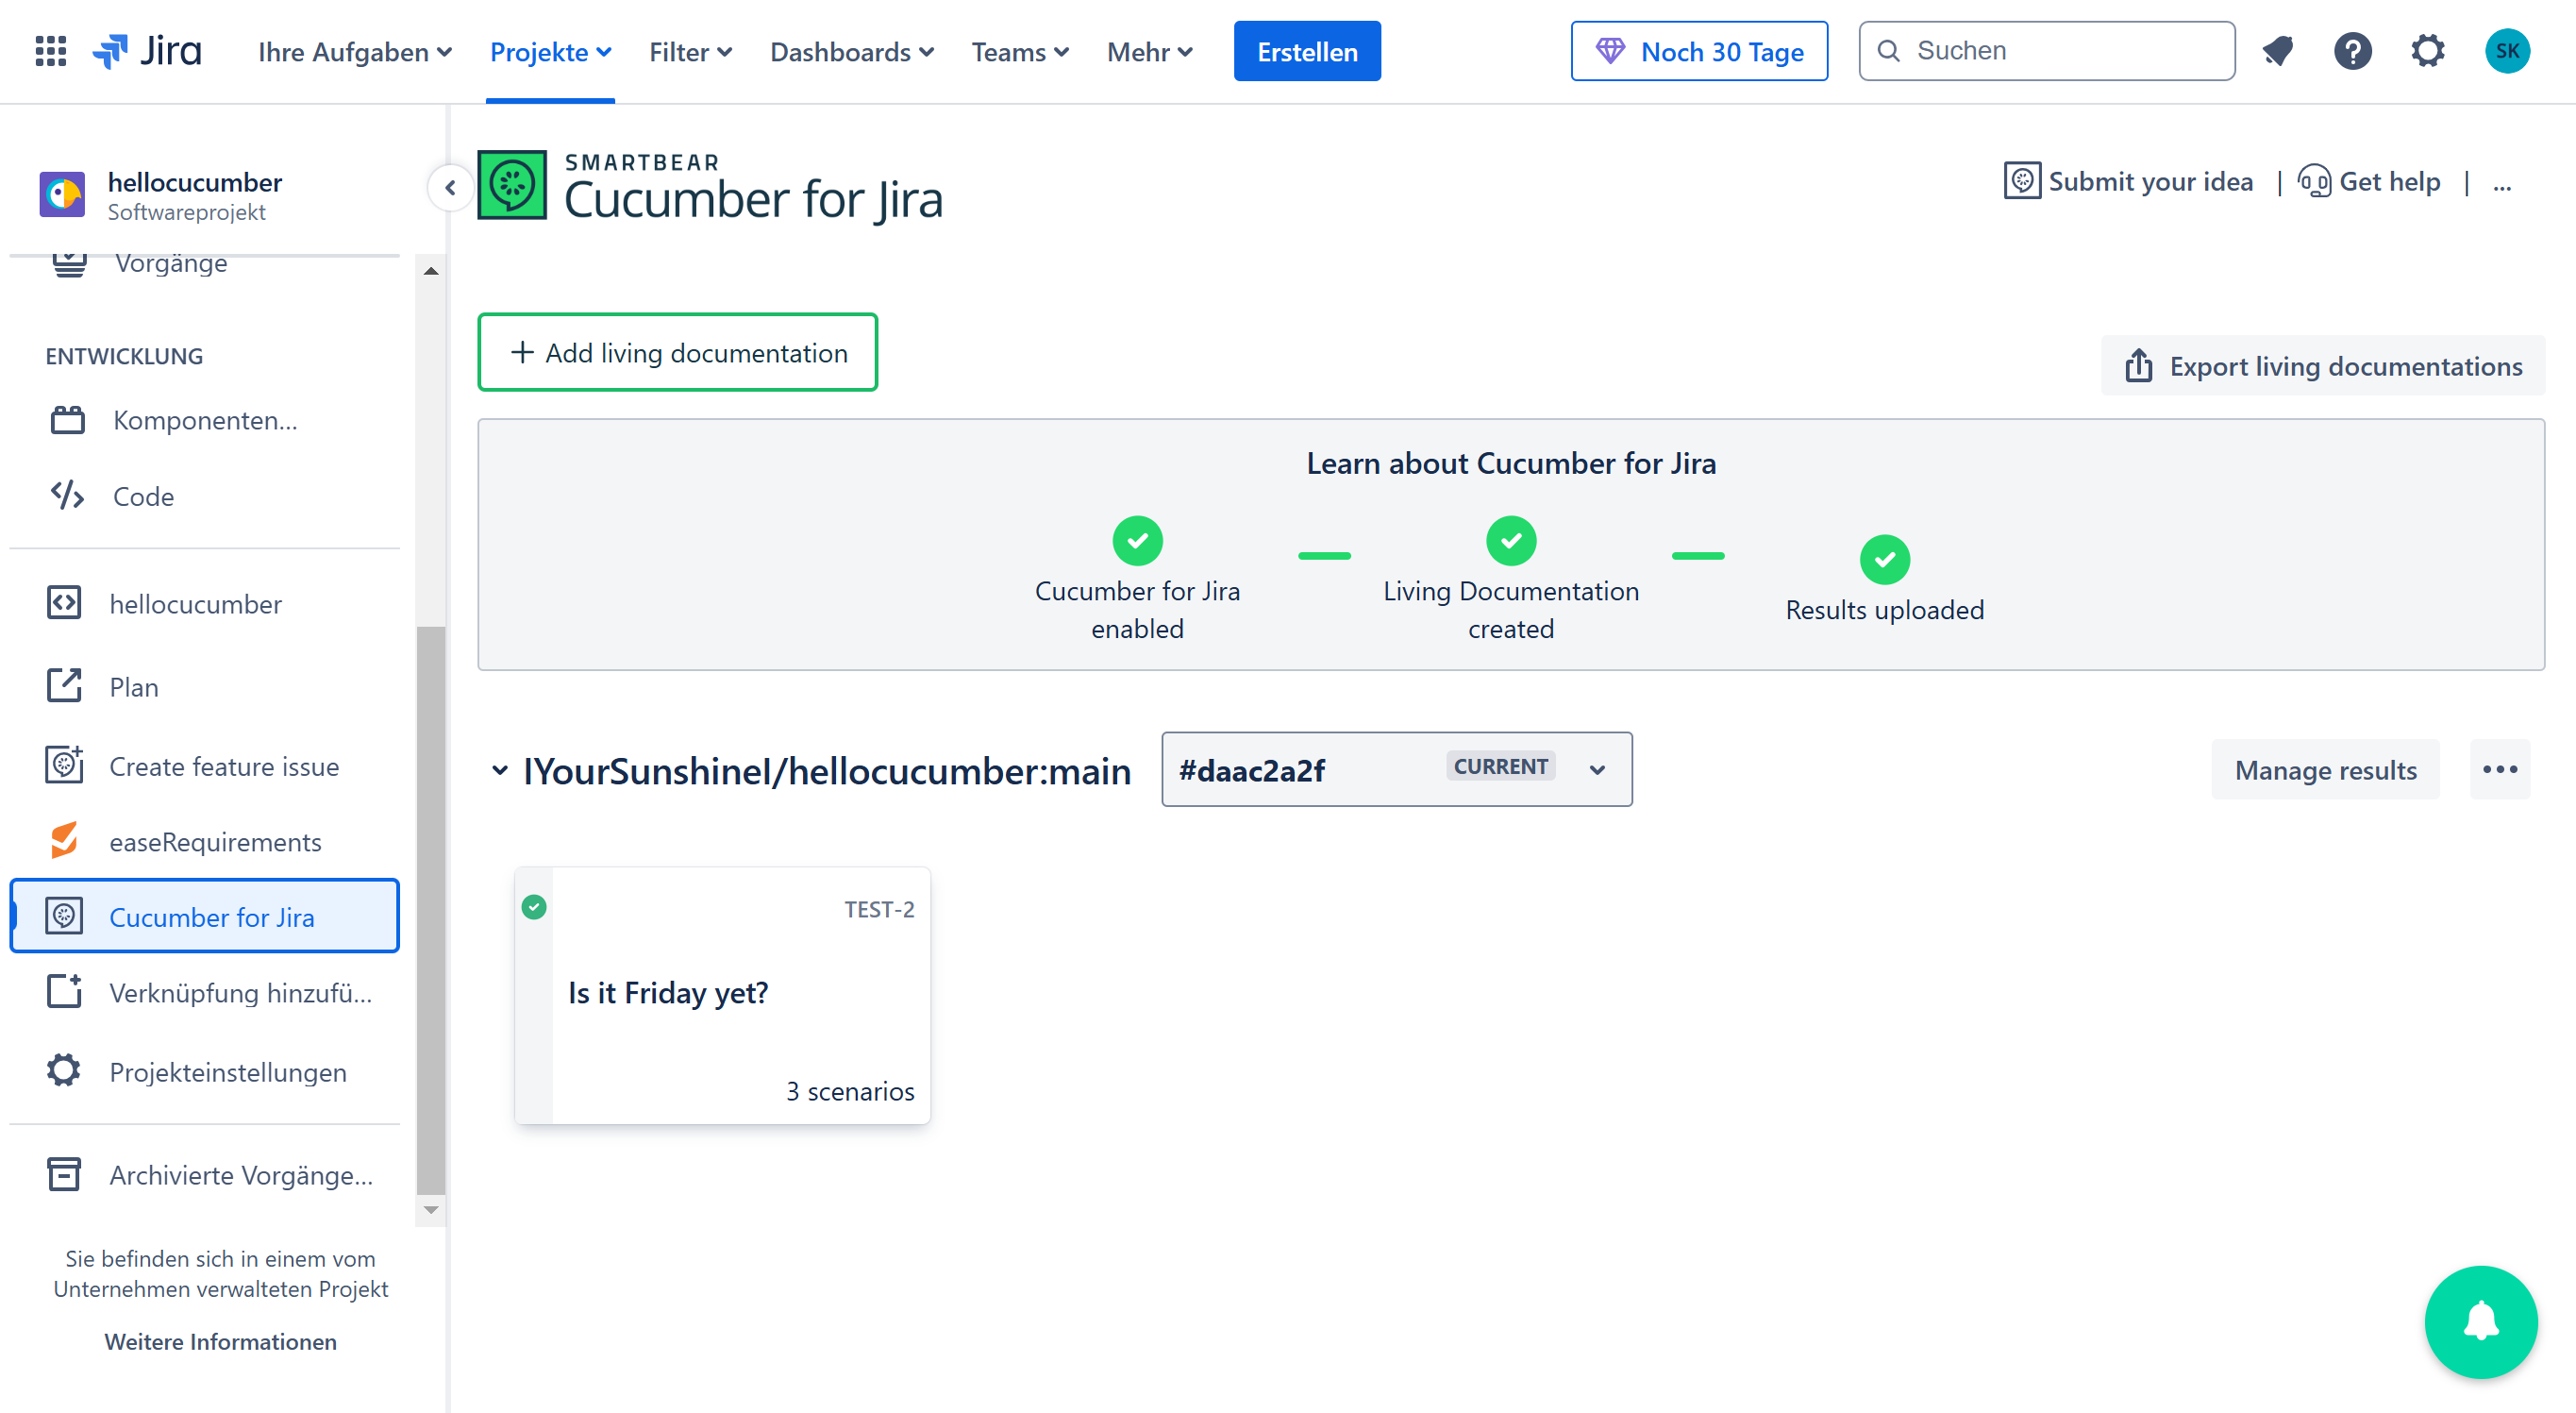 Jira
Ihre Aufgaben
Projekte
Filter
Dashboards
Teams
Mehr
Erstellen
Noch 30 Tage
Suchen
SK
hellocucumber
Softwareprojekt
Vorgänge
ENTWICKLUNG
Komponenten...
Code
hellocucumber
Plan
Create feature issue
easeRequirements
Cucumber for Jira
Verknüpfung hinzufü...
Projekteinstellungen
Archivierte Vorgänge...
Sie befinden sich in einem vom
Unternehmen verwalteten Projekt
Weitere Informationen
SMARTBEAR
Cucumber for Jira
Submit your idea | Get help | ...
+ Add living documentation
Export living documentations
Learn about Cucumber for Jira
Cucumber for Jira
enabled
Living Documentation
created
Results uploaded
IYourSunshineI/hellocucumber:main
#daac2a2f
CURRENT
Manage results
TEST-2
Is it Friday yet?
3 scenarios